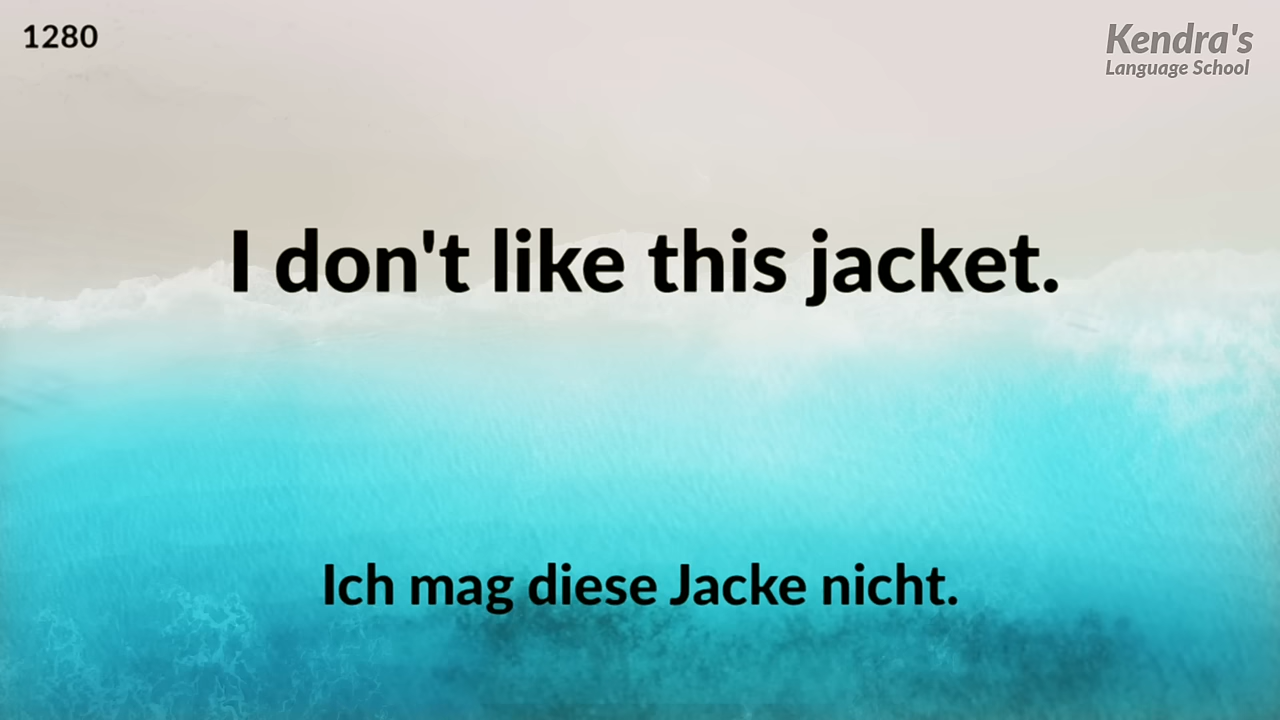 1280
Kendra's
Language School
I don't like this jacket.
Ich mag diese Jacke nicht.